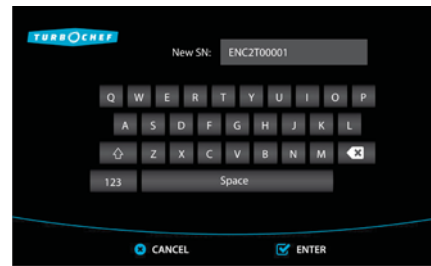 TURBOCHEF
New SN: ENC2T00001
Q W E R T Y U I O P
A S D F G H J K L
Z X C V B N M
123 Space
CANCEL ENTER